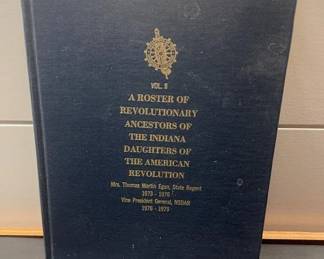 VOL. II
A ROSTER OF
REVOLUTIONARY
ANCESTORS OF
THE INDIANA
DAUGHTERS OF
THE AMERICAN
REVOLUTION
Mrs. Thomas Martin Egan, State Regent
1973 - 1976
Vice President General, NSDAR
1976 - 1979